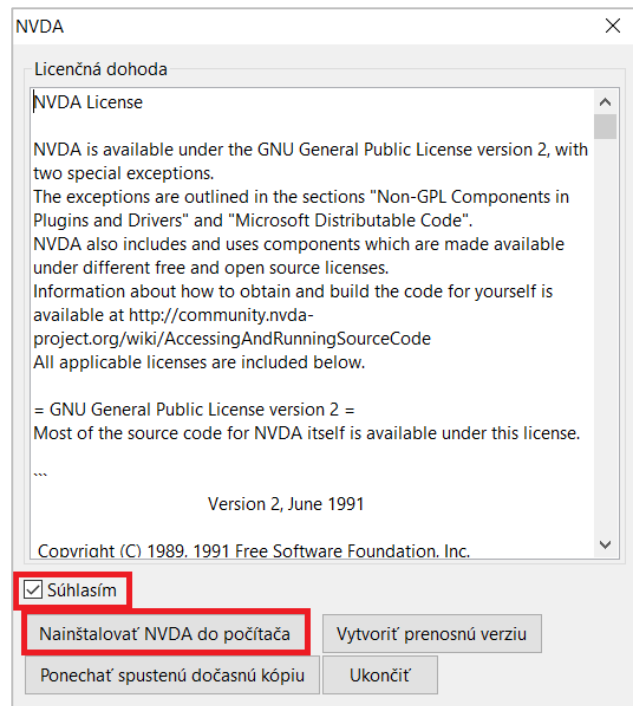 NVDA
Licenčná dohoda
NVDA License
NVDA is available under the GNU General Public License version 2, with
two special exceptions.
The exceptions are outlined in the sections "Non-GPL Components in
Plugins and Drivers" and "Microsoft Distributable Code".
NVDA also includes and uses components which are made available
under different free and open source licenses.
Information about how to obtain and build the code for yourself is
available at http://community.nvda-
project.org/wiki/AccessingAndRunningSourceCode
All applicable licenses are included below.
= GNU General Public License version 2 =
Most of the source code for NVDA itself is available under this license.
```
Version 2, June 1991
Copyright (C) 1989, 1991 Free Software Foundation, Inc.
Súhlasím
Nainštalovať NVDA do počítača
Vytvoriť prenosnú verziu
Ponechať spustenú dočasnú kópiu
Ukončiť